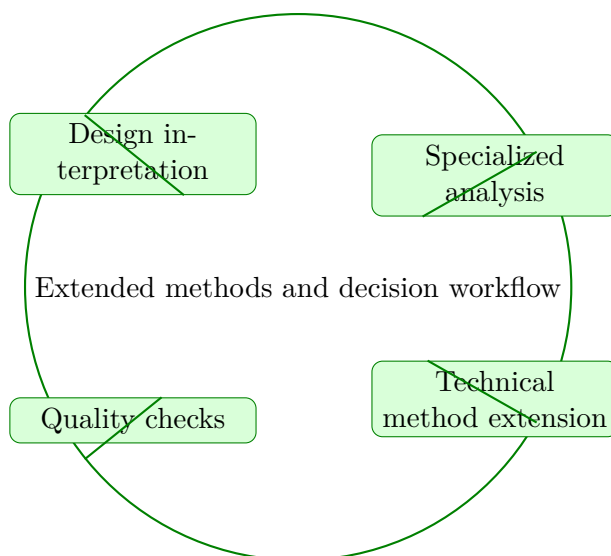 Design in-
terpretation
Specialized
analysis
Extended methods and decision workflow
Quality checks
Technical
method extension